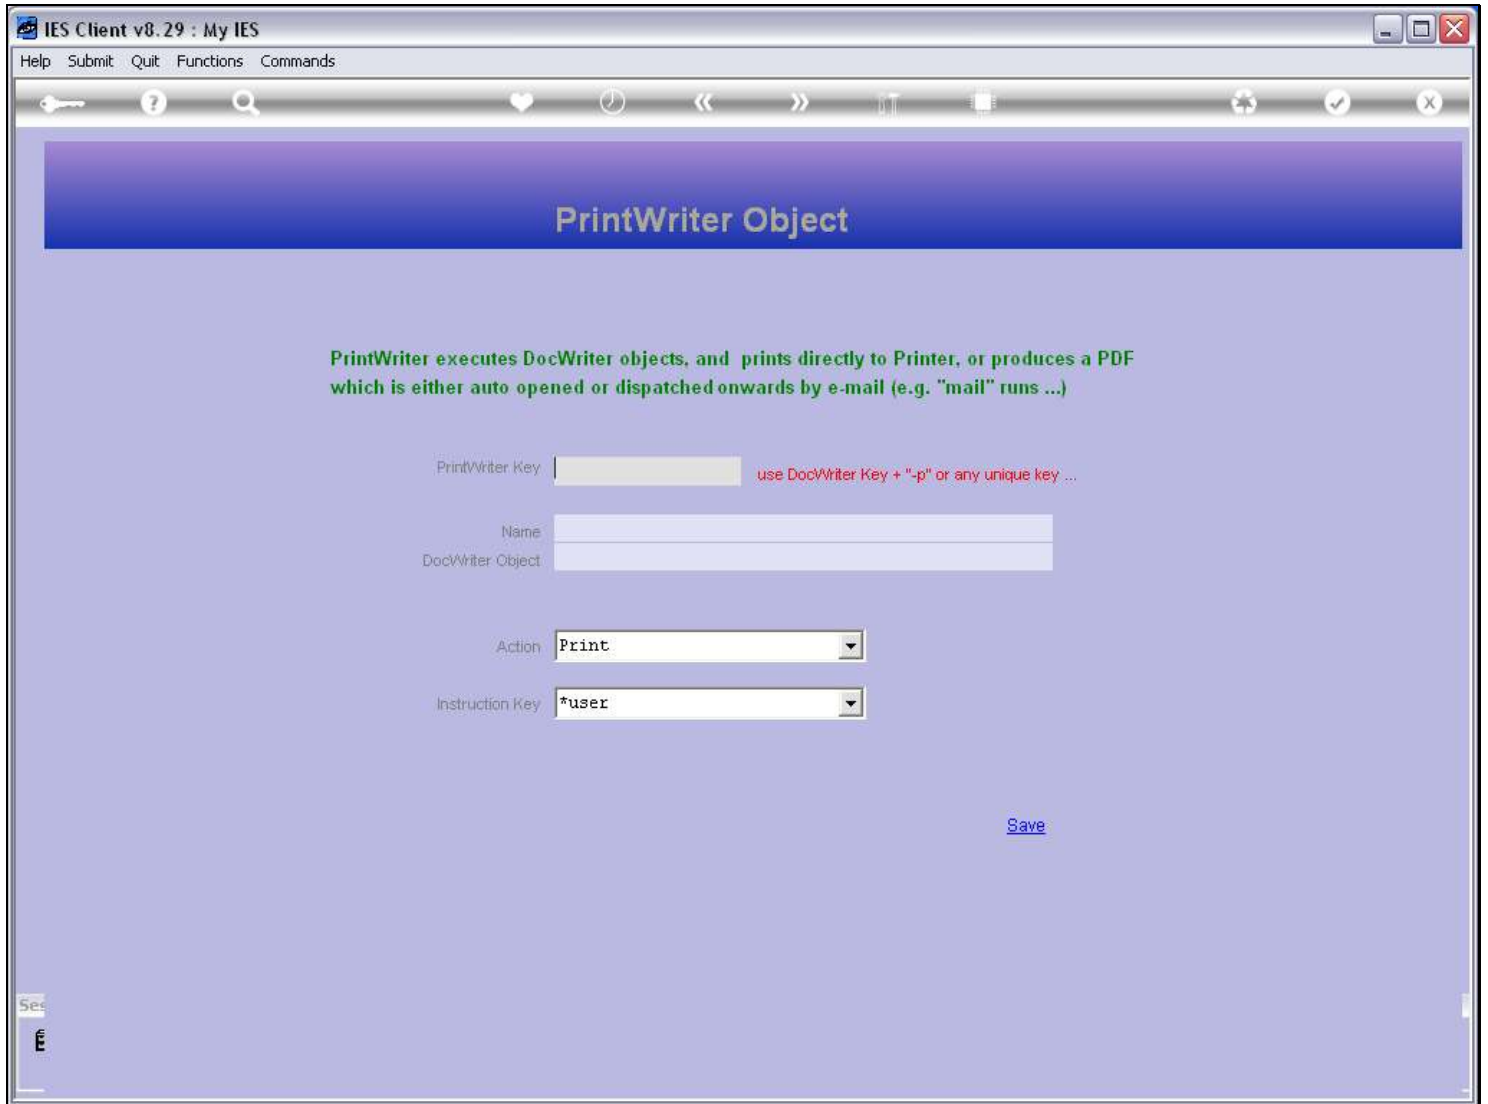 IES Client v8.29 : My IES
Help Submit Quit Functions Commands
PrintWriter Object
PrintWriter executes DocWriter objects, and prints directly to Printer, or produces a PDF
which is either auto opened or dispatched onwards by e-mail (e.g. "mail" runs ...)
PrintWriter Key
use DocWriter Key + "-p" or any unique key ...
Name
DocWriter Object
Action Print
Instruction Key *user
Save
Ses